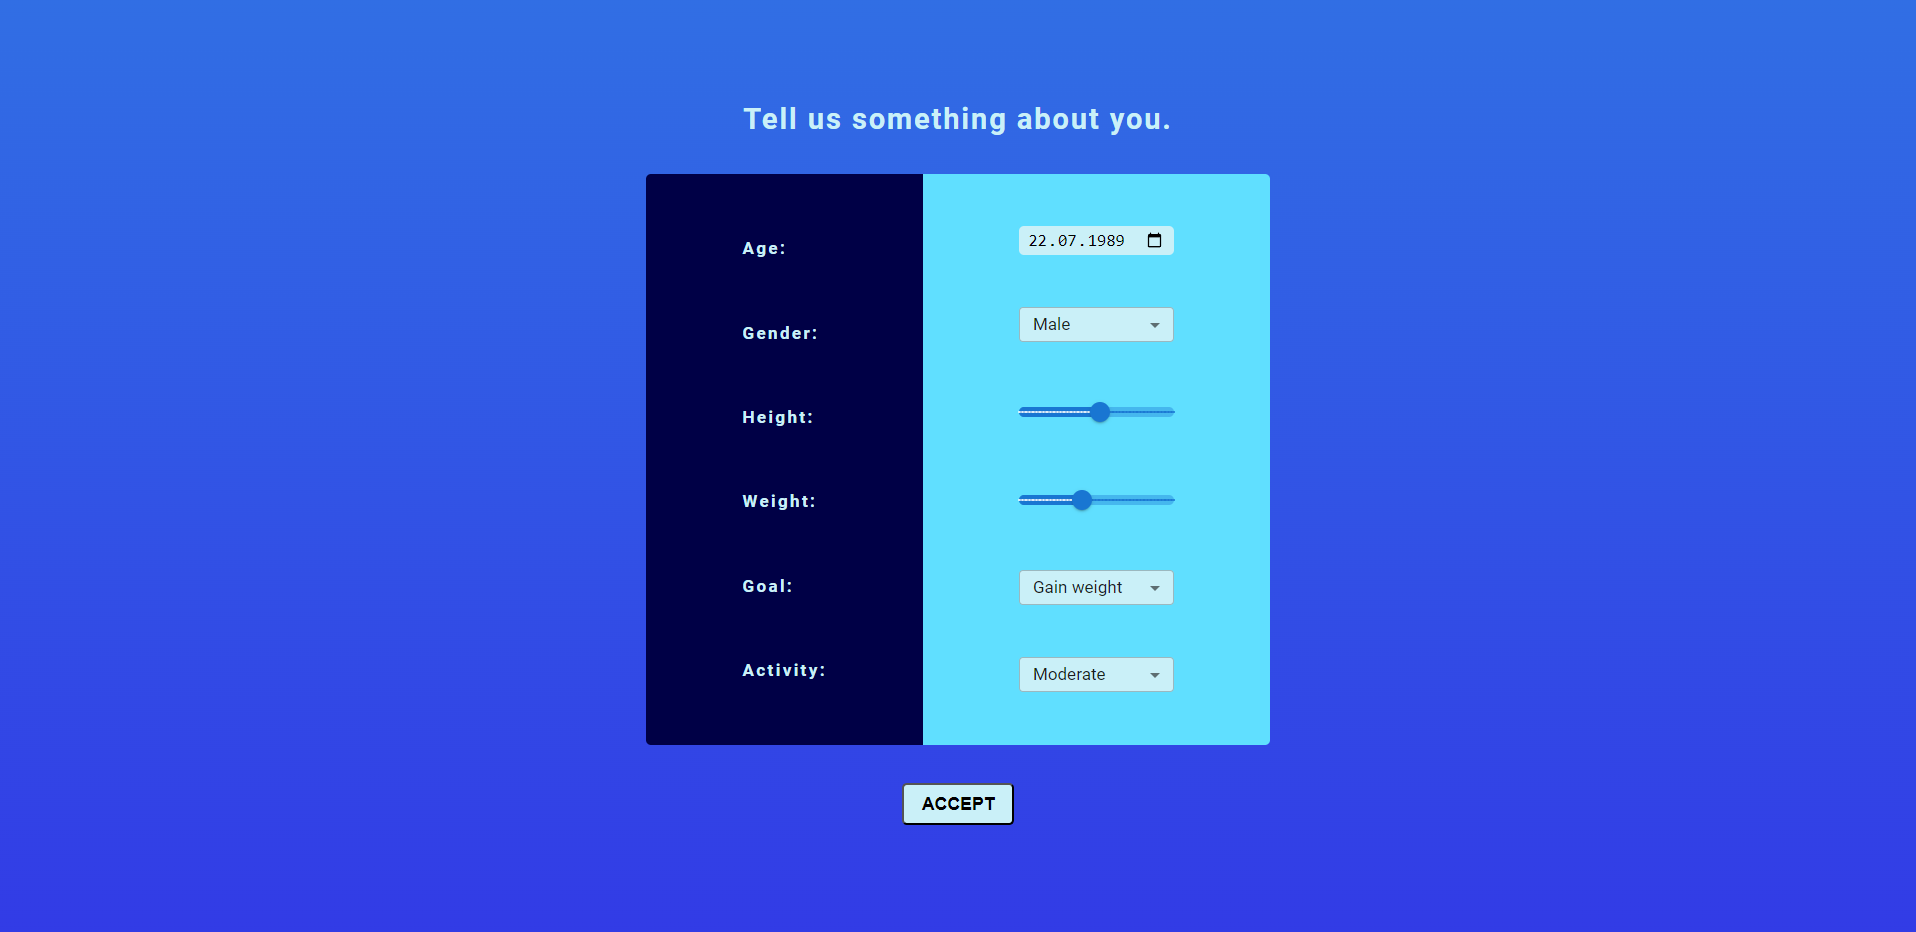 Tell us something about you.
Age: 22.07.1989
Gender: Male
Height:
Weight:
Goal: Gain weight
Activity: Moderate
ACCEPT